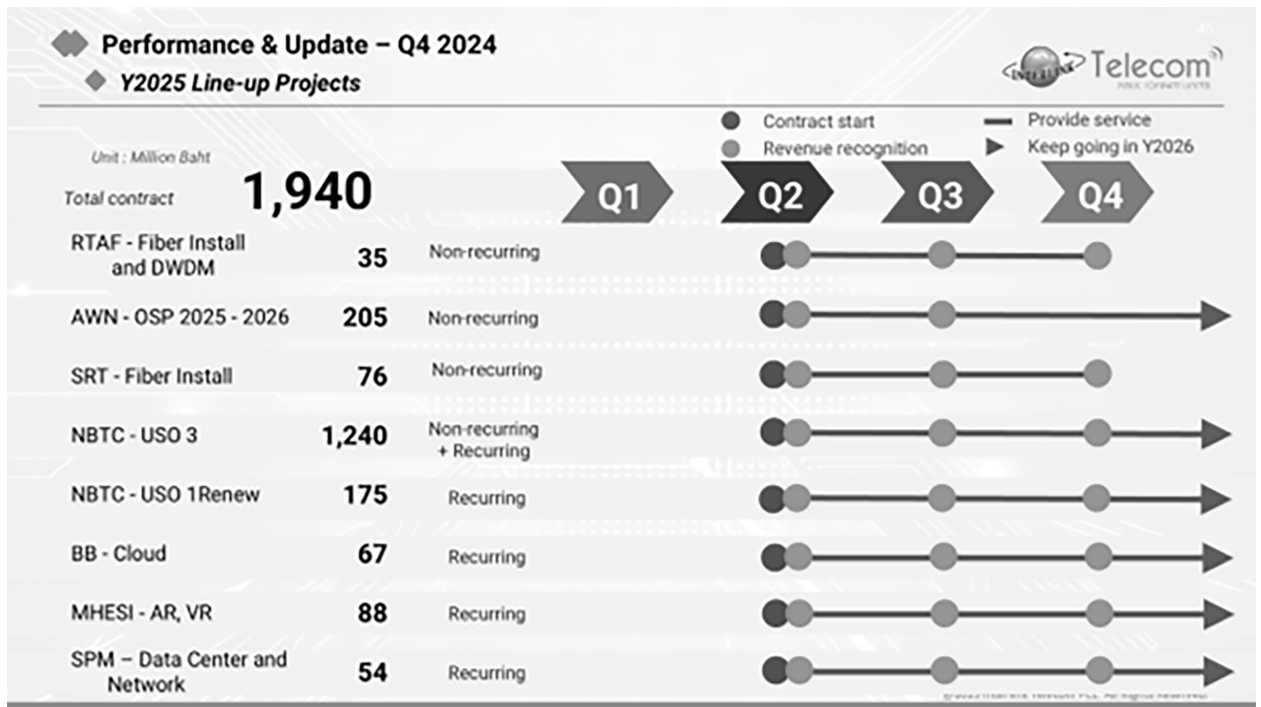 Performance & Update – Q4 2024
Y2025 Line-up Projects
INTERLINK Telecom
PUBLIC COMPANY LIMITED
Contract start
Provide service
Revenue recognition
Keep going in Y2026
Unit : Million Baht
Total contract 1,940
Q1 Q2 Q3 Q4
RTAF - Fiber Install
and DWDM
35 Non-recurring
AWN - OSP 2025 - 2026 205 Non-recurring
SRT - Fiber Install 76 Non-recurring
NBTC - USO 3 1,240 Non-recurring
+ Recurring
NBTC - USO 1Renew 175 Recurring
BB - Cloud 67 Recurring
MHESI - AR, VR 88 Recurring
SPM – Data Center and
Network
54 Recurring